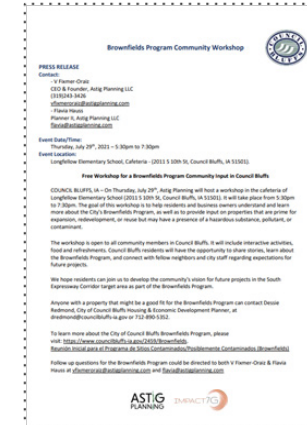 Brownfields Program Community Workshop
COUNCIL BLUFFS
PRESS RELEASE
Contact:
- V Fixmer-Oraiz
CEO & Founder, Astig Planning LLC
(319)243-3426
vfixmeroraiz@astigplanning.com
- Flavia Hauss
Planner II, Astig Planning LLC
flavia@astigplanning.com
Event Date/Time:
Thursday, July 29th, 2021 – 5:30pm to 7:30pm
Event Location:
Longfellow Elementary School, Cafeteria - (2011 S 10th St, Council Bluffs, IA 51501).
Free Workshop for a Brownfields Program Community Input in Council Bluffs
COUNCIL BLUFFS, IA – On Thursday, July 29th, Astig Planning will host a workshop in the cafeteria of
Longfellow Elementary School (2011 S 10th St, Council Bluffs, IA 51501). It will take place from 5:30pm
to 7:30pm. The goal of this workshop is to help residents and business owners understand and learn
more about the City's Brownfields Program, as well as to provide input on properties that are prime for
expansion, redevelopment, or reuse but may have a presence of a hazardous substance, pollutant, or
contaminant.
The workshop is open to all community members in Council Bluffs. It will include interactive activities,
food and refreshments. Council Bluffs residents will have the opportunity to share stories, learn about
the Brownfields Program, and connect with fellow neighbors and city staff regarding expectations for
future projects.
We hope residents can join us to develop the community's vision for future projects in the South
Expressway Corridor target area as part of the Brownfields Program.
Anyone with a property that might be a good fit for the Brownfields Program can contact Dessie
Redmond, City of Council Bluffs Housing & Economic Development Planner, at
dredmond@councilbluffs-ia.gov or 712-890-5352.
To learn more about the City of Council Bluffs Brownfields Program, please
visit: https://www.councilbluffs-ia.gov/2459/Brownfields.
Reunión Inicial para el Programa de Sitios Contaminados/Posiblemente Contaminados (Brownfields)
Follow up questions for the Brownfields Program could be directed to both V Fixmer-Oraiz & Flavia
Hauss at vfixmeroraiz@astigplanning.com and flavia@astigplanning.com.
ASTIG
PLANNING
IMPACT7G